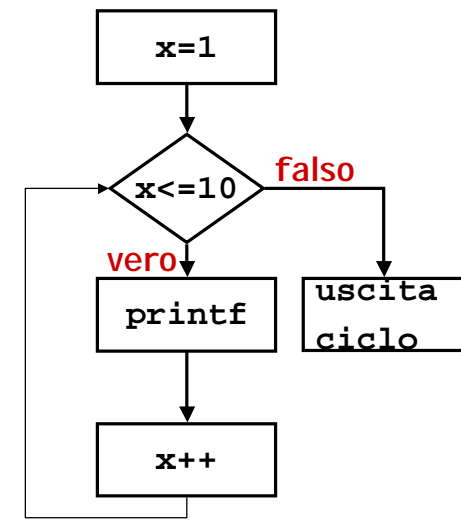 x=1
x<=10
falso
vero
printf
uscita
ciclo
x++